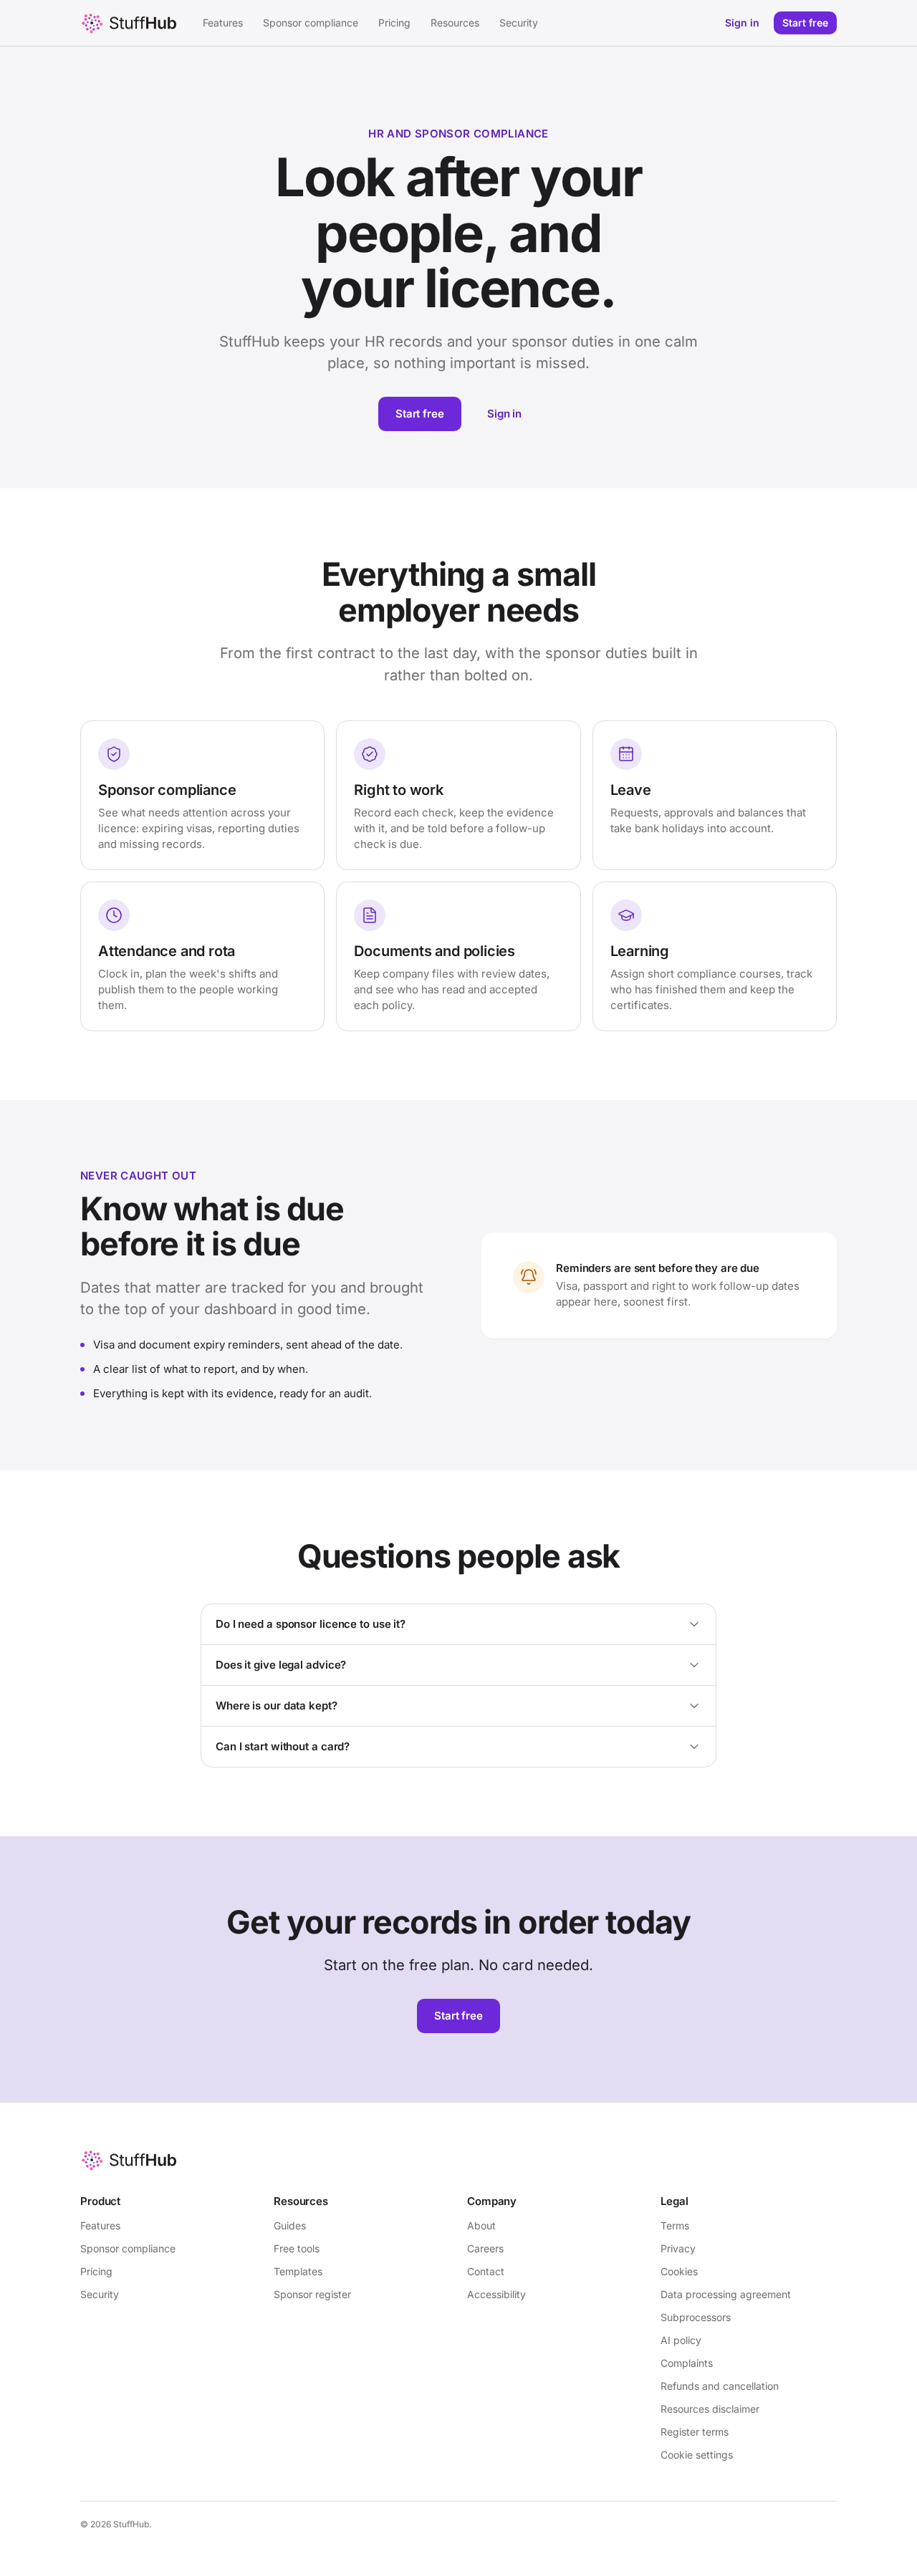 StuffHub
Features
Sponsor compliance
Pricing
Resources
Security
Sign in
Start free
HR AND SPONSOR COMPLIANCE
Look after your
people, and
your licence.
StuffHub keeps your HR records and your sponsor duties in one calm
place, so nothing important is missed.
Start free
Sign in
Everything a small
employer needs
From the first contract to the last day, with the sponsor duties built in
rather than bolted on.
Sponsor compliance
See what needs attention across your
licence: expiring visas, reporting duties
and missing records.
Right to work
Record each check, keep the evidence
with it, and be told before a follow-up
check is due.
Leave
Requests, approvals and balances that
take bank holidays into account.
Attendance and rota
Clock in, plan the week's shifts and
publish them to the people working
them.
Documents and policies
Keep company files with review dates,
and see who has read and accepted
each policy.
Learning
Assign short compliance courses, track
who has finished them and keep the
certificates.
NEVER CAUGHT OUT
Know what is due
before it is due
Dates that matter are tracked for you and brought
to the top of your dashboard in good time.
Visa and document expiry reminders, sent ahead of the date.
A clear list of what to report, and by when.
Everything is kept with its evidence, ready for an audit.
Reminders are sent before they are due
Visa, passport and right to work follow-up dates
appear here, soonest first.
Questions people ask
Do I need a sponsor licence to use it?
Does it give legal advice?
Where is our data kept?
Can I start without a card?
Get your records in order today
Start on the free plan. No card needed.
Start free
StuffHub
Product
Features
Sponsor compliance
Pricing
Security
Resources
Guides
Free tools
Templates
Sponsor register
Company
About
Careers
Contact
Accessibility
Legal
Terms
Privacy
Cookies
Data processing agreement
Subprocessors
AI policy
Complaints
Refunds and cancellation
Resources disclaimer
Register terms
Cookie settings
© 2026 StuffHub.